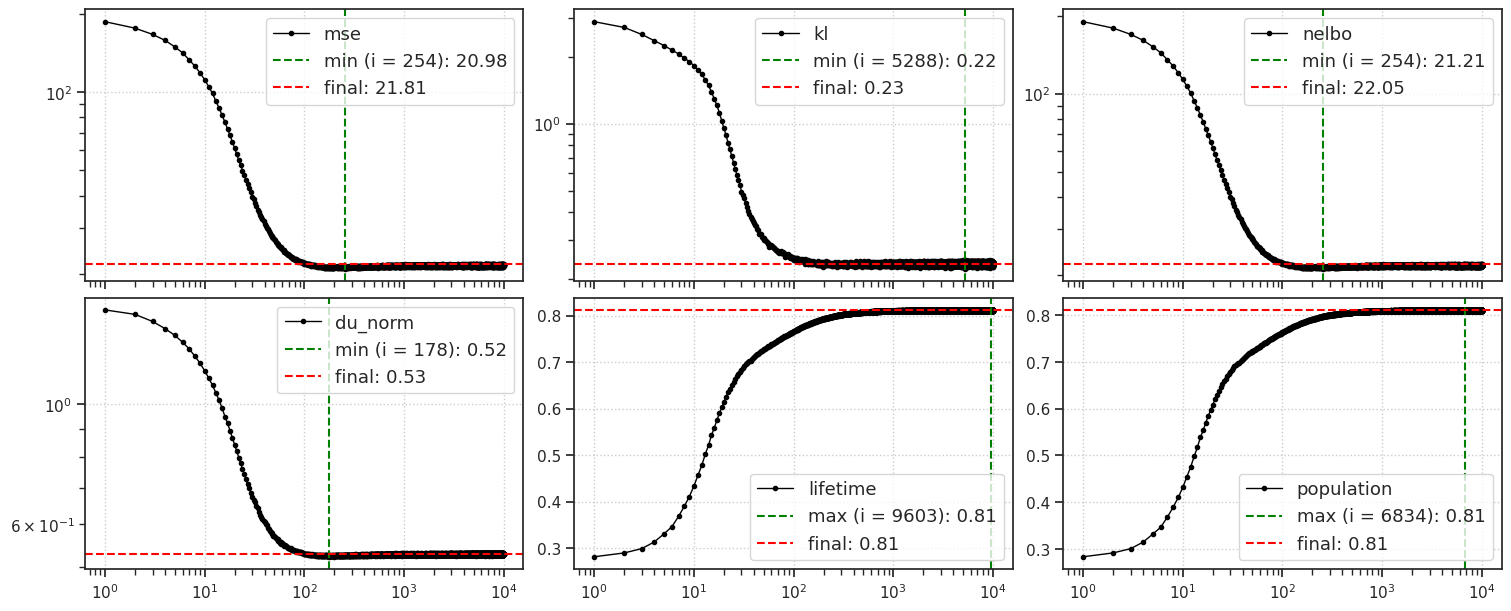 mse
min (i = 254): 20.98
final: 21.81
10²
kl
min (i = 5288): 0.22
final: 0.23
10⁰
nelbo
min (i = 254): 21.21
final: 22.05
10²
du_norm
min (i = 178): 0.52
final: 0.53
10⁰
6 × 10⁻¹
10⁰ 10¹ 10² 10³ 10⁴
0.8
0.7
0.6
0.5
0.4
0.3
lifetime
max (i = 9603): 0.81
final: 0.81
10⁰ 10¹ 10² 10³ 10⁴
0.8
0.7
0.6
0.5
0.4
0.3
population
max (i = 6834): 0.81
final: 0.81
10⁰ 10¹ 10² 10³ 10⁴